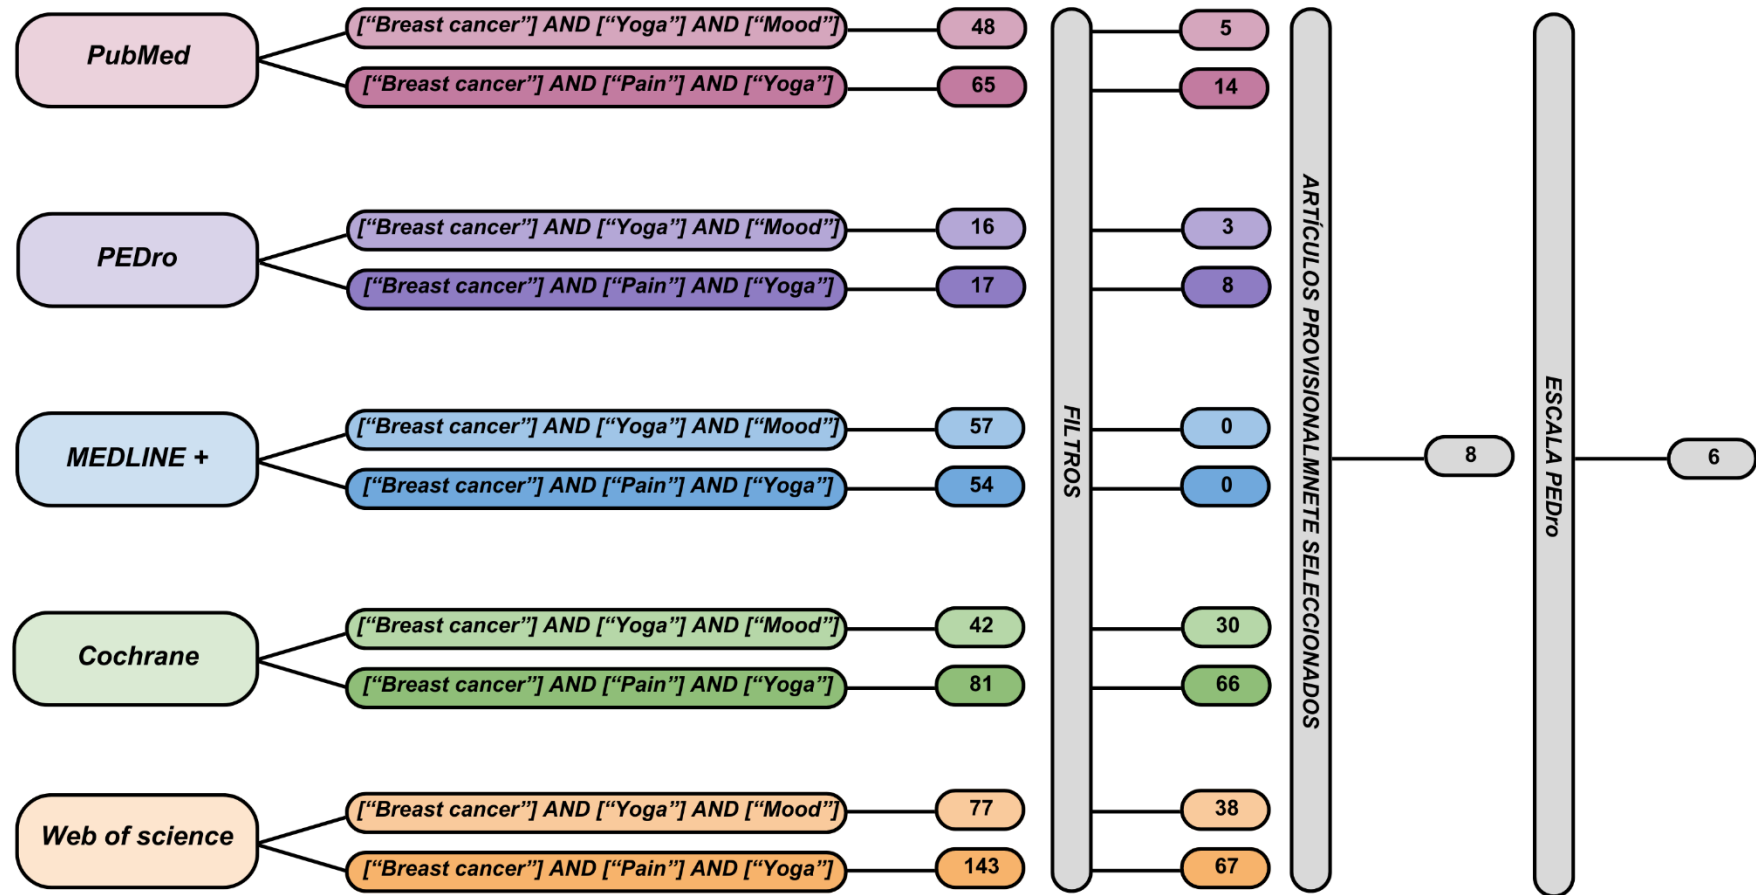 PubMed
[“Breast cancer”] AND [“Yoga”] AND [“Mood”]
48
5
[“Breast cancer”] AND [“Pain”] AND [“Yoga”]
65
14
PEDro
[“Breast cancer”] AND [“Yoga”] AND [“Mood”]
16
3
[“Breast cancer”] AND [“Pain”] AND [“Yoga”]
17
8
MEDLINE +
[“Breast cancer”] AND [“Yoga”] AND [“Mood”]
57
0
[“Breast cancer”] AND [“Pain”] AND [“Yoga”]
54
0
Cochrane
[“Breast cancer”] AND [“Yoga”] AND [“Mood”]
42
30
[“Breast cancer”] AND [“Pain”] AND [“Yoga”]
81
66
Web of science
[“Breast cancer”] AND [“Yoga”] AND [“Mood”]
77
38
[“Breast cancer”] AND [“Pain”] AND [“Yoga”]
143
67
FILTROS
ARTÍCULOS PROVISIONALMNETE SELECCIONADOS
8
ESCALA PEDro
6